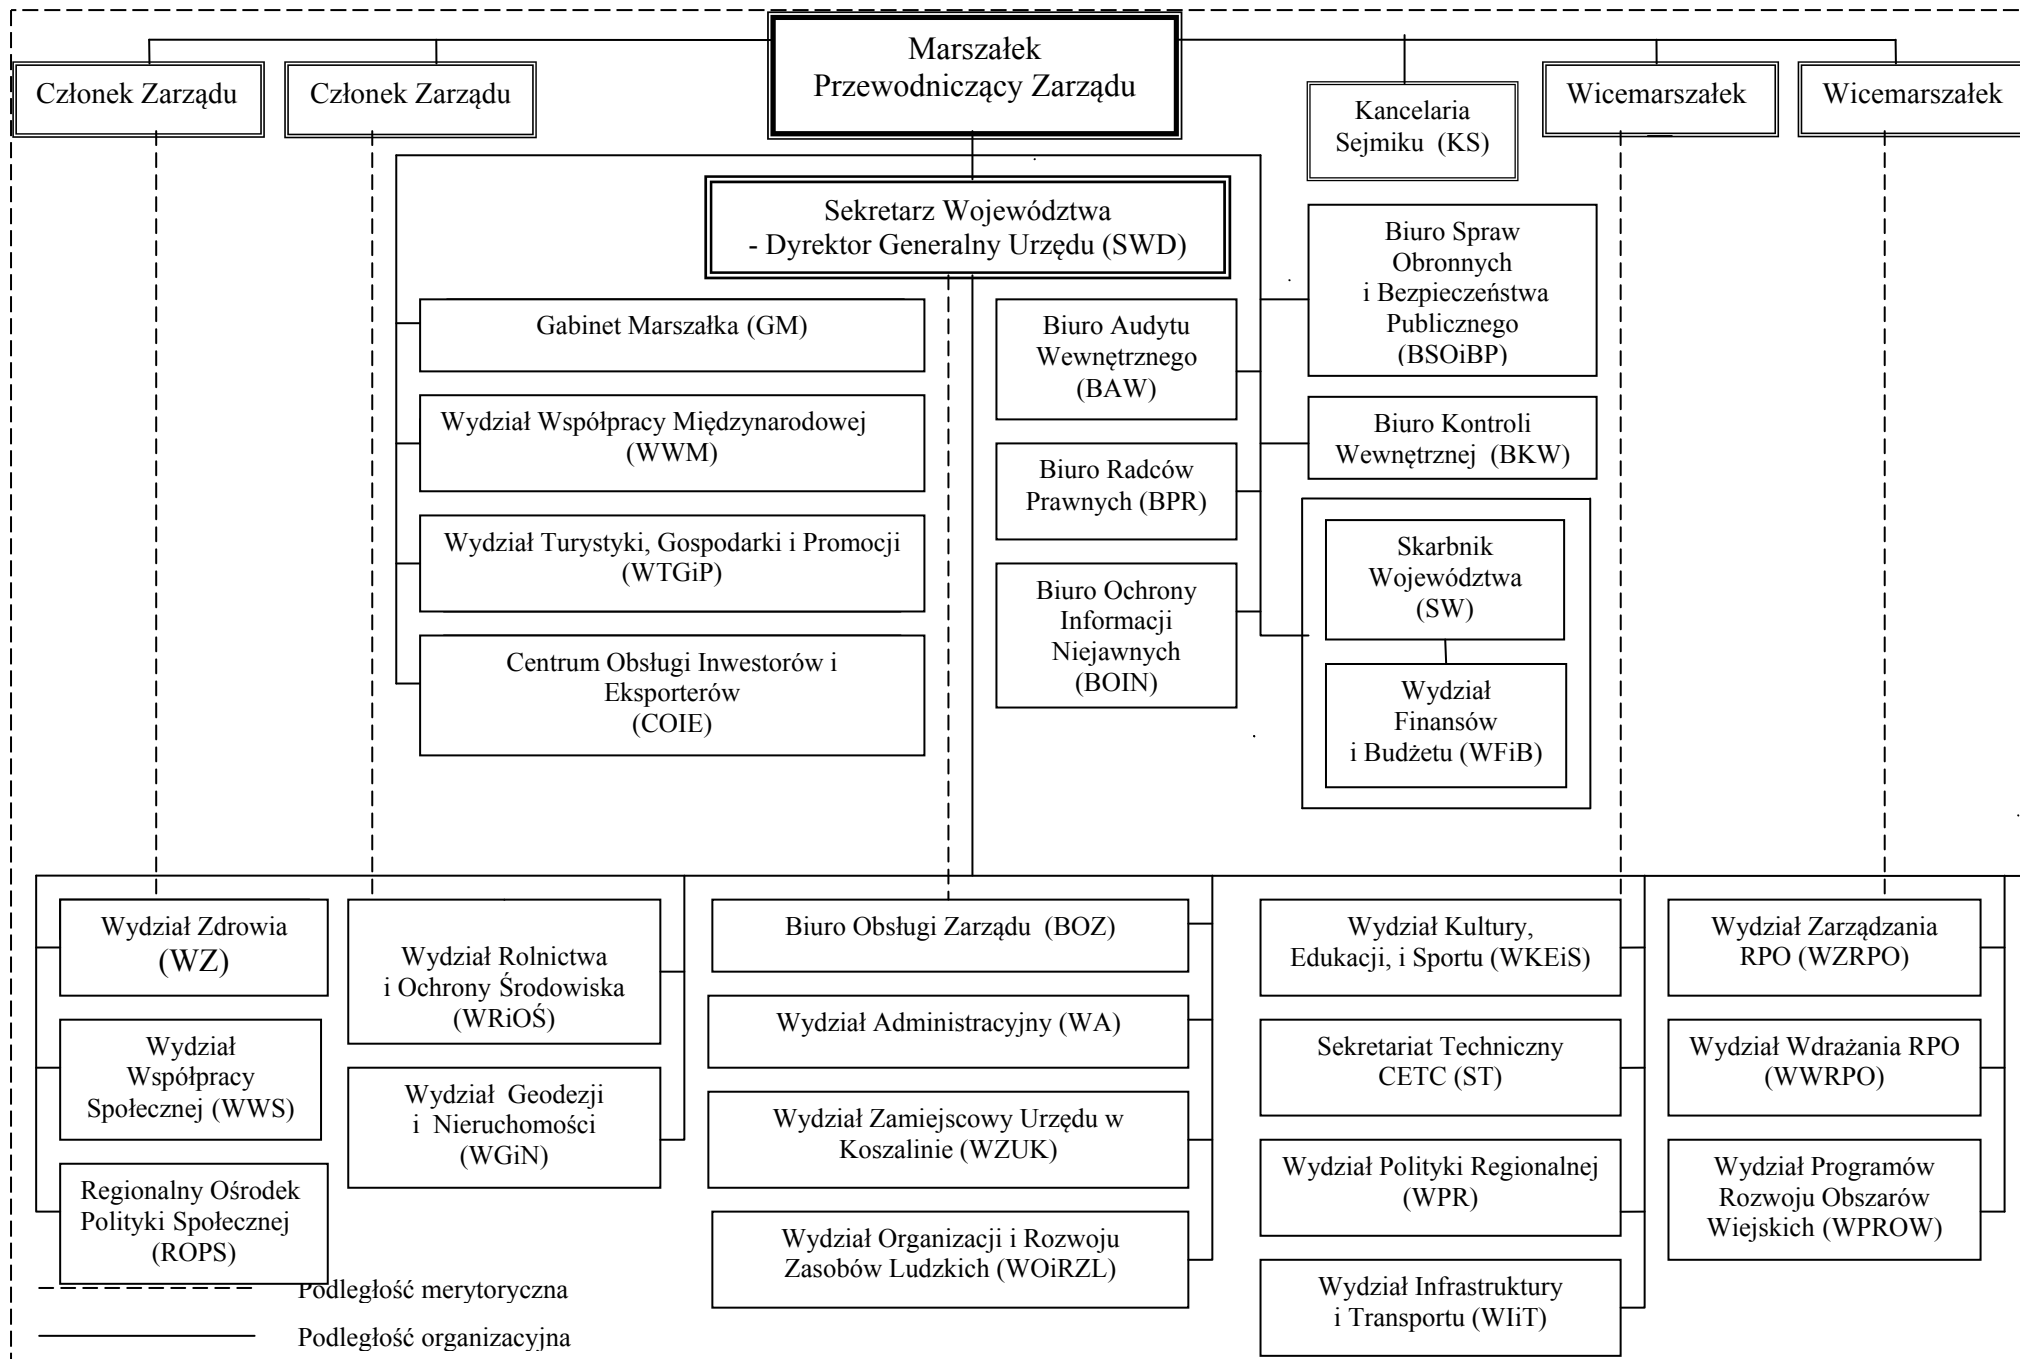 Marszałek
Przewodniczący Zarządu
Członek Zarządu
Członek Zarządu
Kancelaria
Sejmiku (KS)
Wicemarszałek
Wicemarszałek
Sekretarz Województwa
- Dyrektor Generalny Urzędu (SWD)
Gabinet Marszałka (GM)
Wydział Współpracy Międzynarodowej
(WWM)
Wydział Turystyki, Gospodarki i Promocji
(WTGiP)
Centrum Obsługi Inwestorów i
Eksporterów
(COIE)
Biuro Audytu
Wewnętrznego
(BAW)
Biuro Radców
Prawnych (BPR)
Biuro Ochrony
Informacji
Niejawnych
(BOIN)
Biuro Spraw
Obronnych
i Bezpieczeństwa
Publicznego
(BSOiBP)
Biuro Kontroli
Wewnętrznej (BKW)
Skarbnik
Województwa
(SW)
Wydział
Finansów
i Budżetu (WFiB)
Wydział Zdrowia
(WZ)
Wydział
Współpracy
Społecznej (WWS)
Regionalny Ośrodek
Polityki Społecznej
(ROPS)
Wydział Rolnictwa
i Ochrony Środowiska
(WRiOŚ)
Wydział Geodezji
i Nieruchomości
(WGiN)
Biuro Obsługi Zarządu (BOZ)
Wydział Administracyjny (WA)
Wydział Zamiejscowy Urzędu w
Koszalinie (WZUK)
Wydział Organizacji i Rozwoju
Zasobów Ludzkich (WOiRZL)
Wydział Kultury,
Edukacji, i Sportu (WKEiS)
Sekretariat Techniczny
CETC (ST)
Wydział Polityki Regionalnej
(WPR)
Wydział Infrastruktury
i Transportu (WIiT)
Wydział Zarządzania
RPO (WZRPO)
Wydział Wdrażania RPO
(WWRPO)
Wydział Programów
Rozwoju Obszarów
Wiejskich (WPROW)
Podległość merytoryczna
Podległość organizacyjna